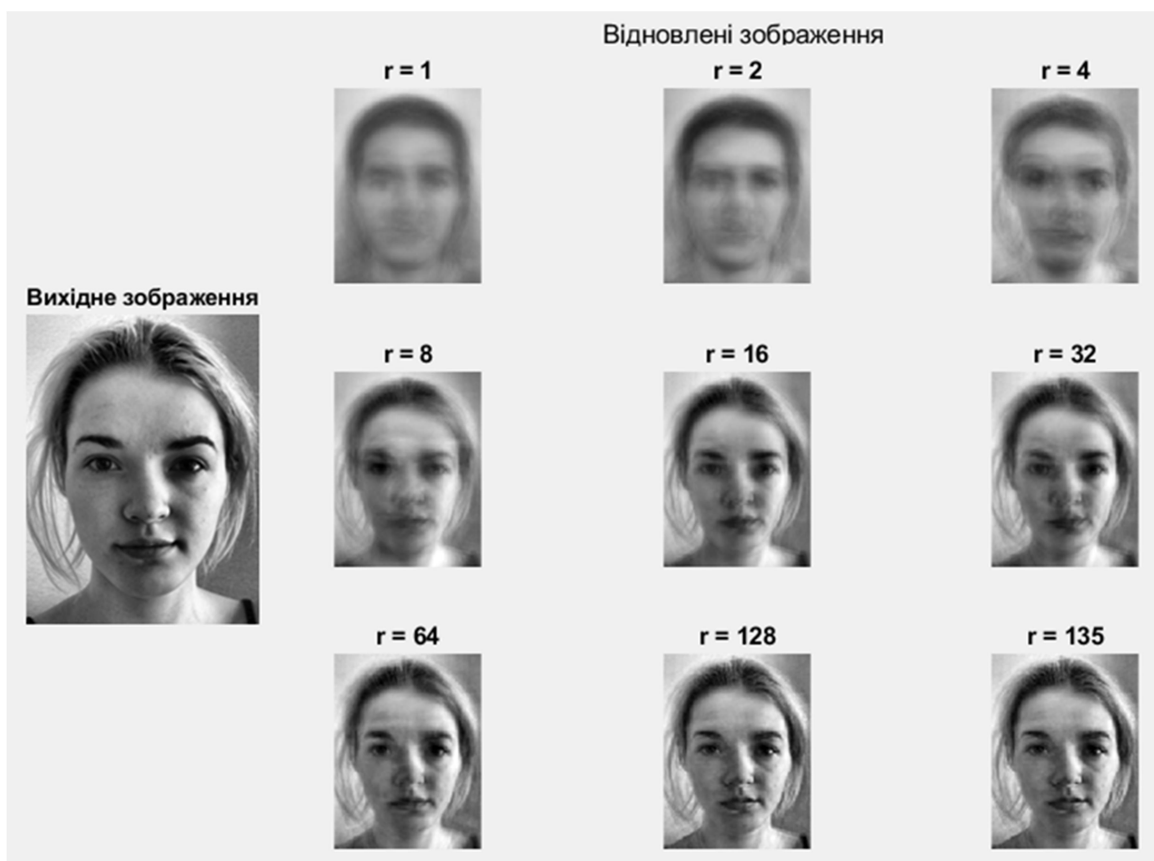 Відновлені зображення
r = 1
r = 2
r = 4
Вихідне зображення
r = 8
r = 16
r = 32
r = 64
r = 128
r = 135